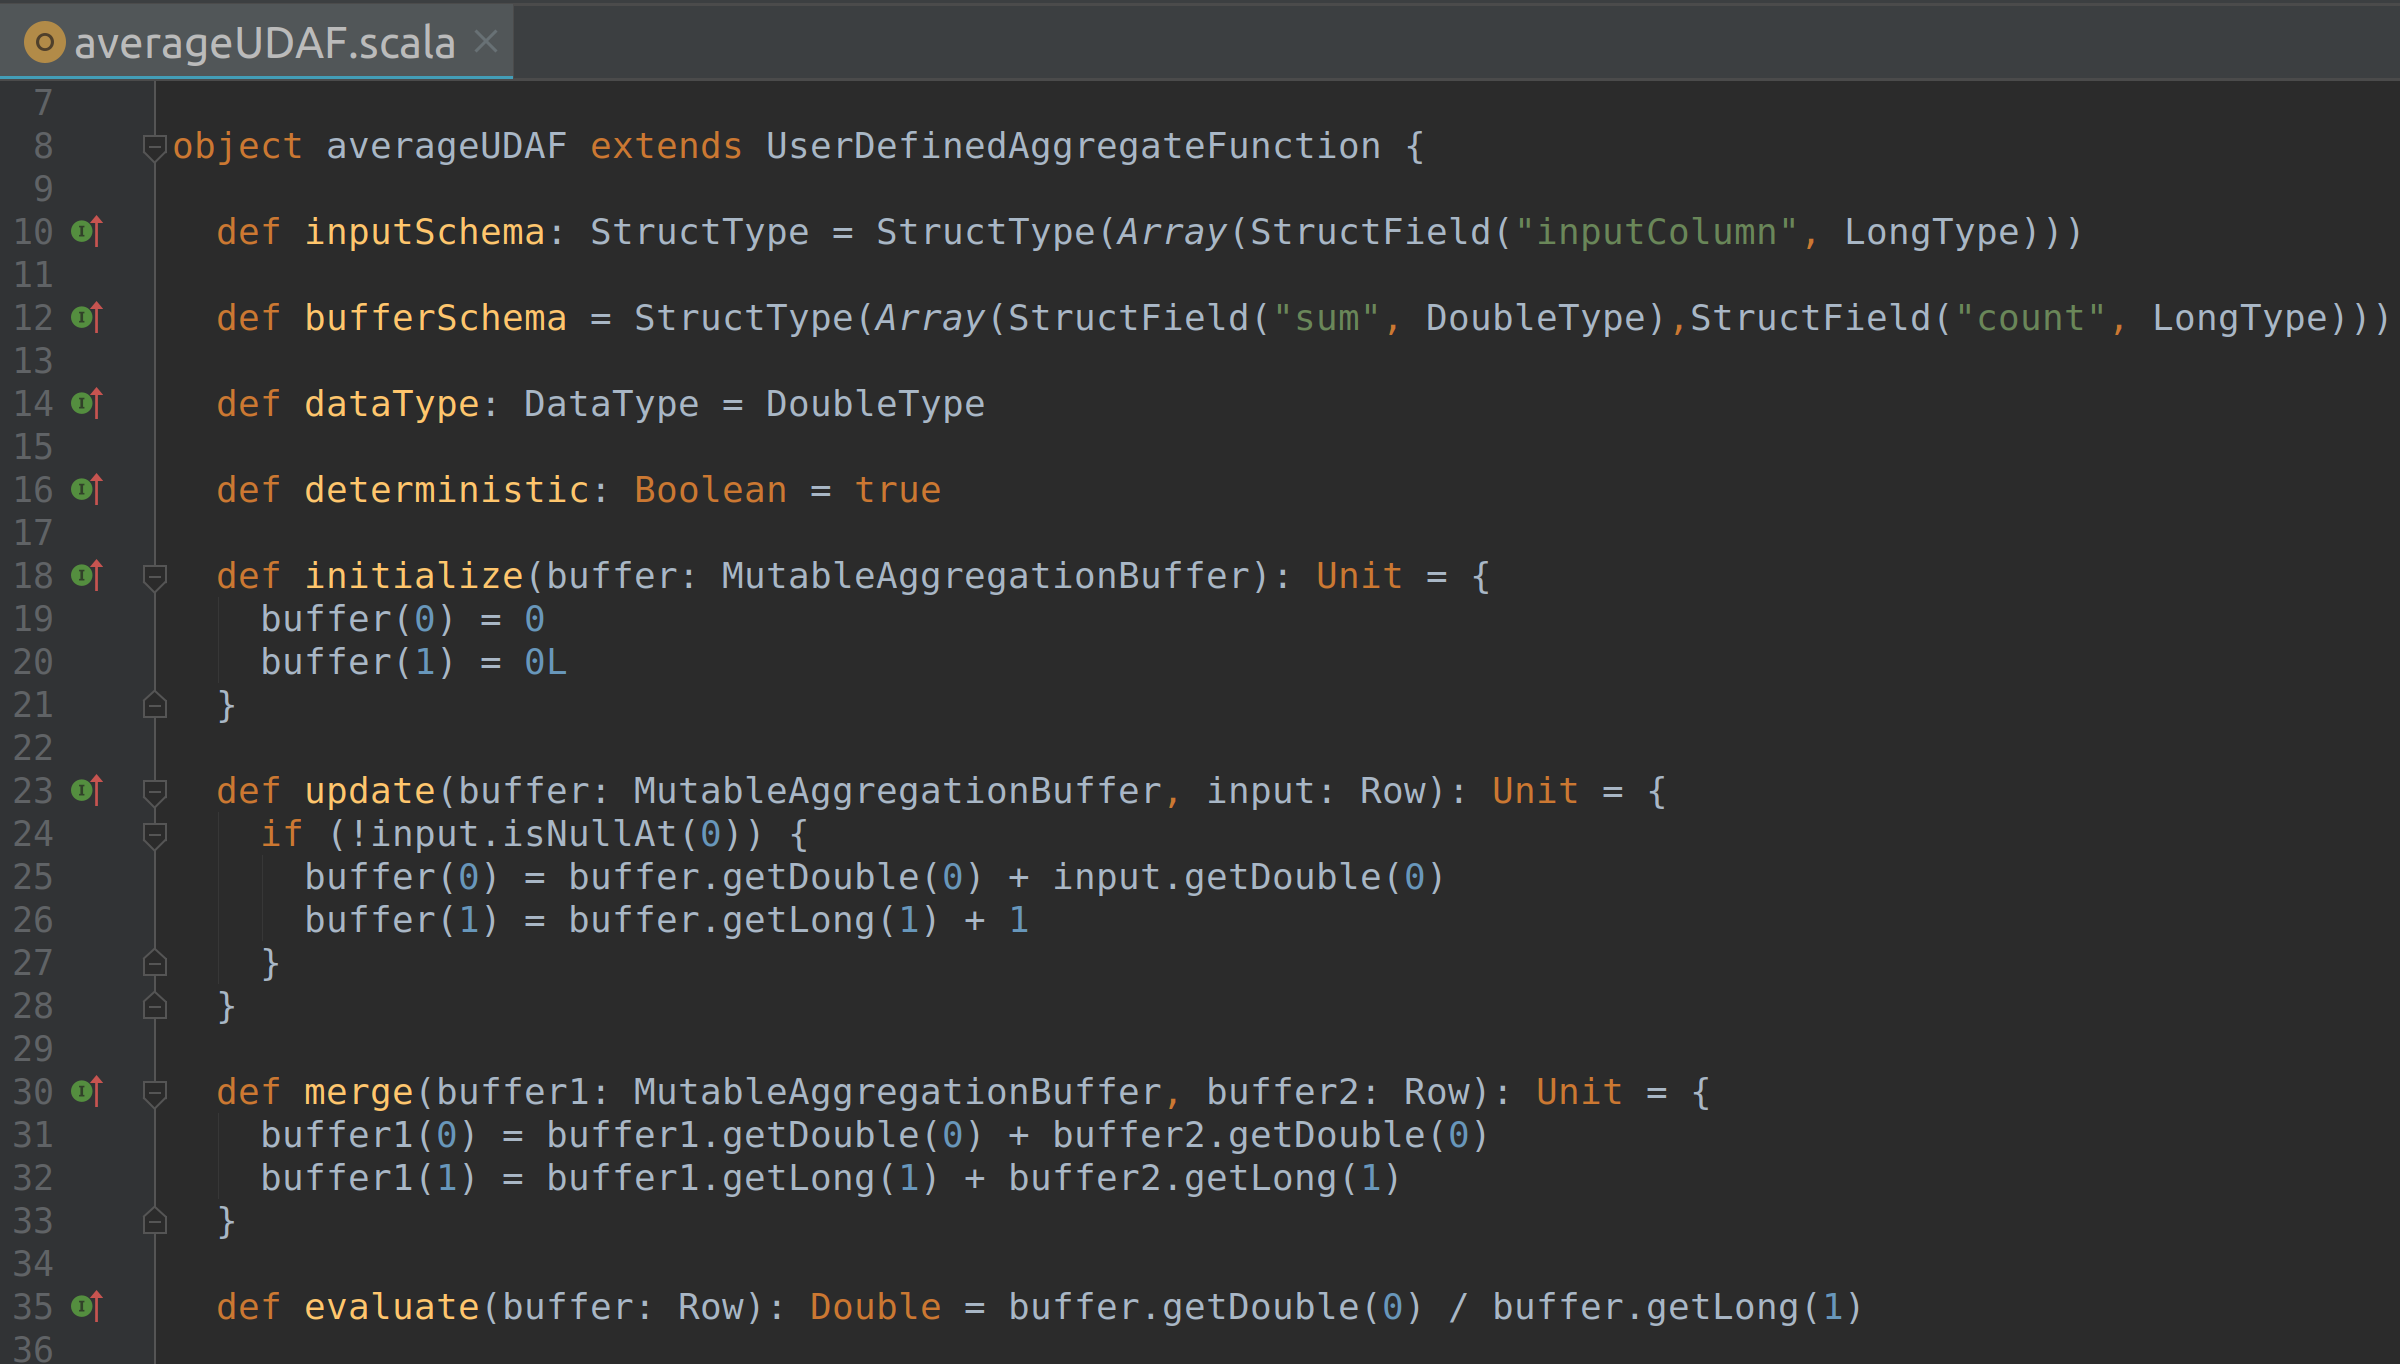 averageUDAF.scala
7
8 object averageUDAF extends UserDefinedAggregateFunction {
9
10 def inputSchema: StructType = StructType(Array(StructField("inputColumn", LongType)))
11
12 def bufferSchema = StructType(Array(StructField("sum", DoubleType),StructField("count", LongType)))
13
14 def dataType: DataType = DoubleType
15
16 def deterministic: Boolean = true
17
18 def initialize(buffer: MutableAggregationBuffer): Unit = {
19 buffer(0) = 0
20 buffer(1) = 0L
21 }
22
23 def update(buffer: MutableAggregationBuffer, input: Row): Unit = {
24 if (!input.isNullAt(0)) {
25 buffer(0) = buffer.getDouble(0) + input.getDouble(0)
26 buffer(1) = buffer.getLong(1) + 1
27 }
28 }
29
30 def merge(buffer1: MutableAggregationBuffer, buffer2: Row): Unit = {
31 buffer1(0) = buffer1.getDouble(0) + buffer2.getDouble(0)
32 buffer1(1) = buffer1.getLong(1) + buffer2.getLong(1)
33 }
34
35 def evaluate(buffer: Row): Double = buffer.getDouble(0) / buffer.getLong(1)
36